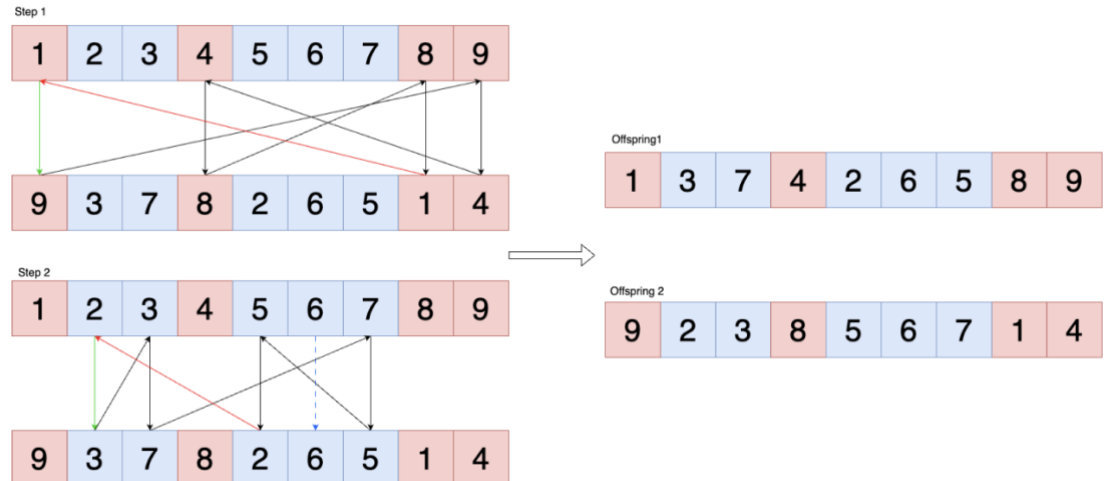 Step 1
1 2 3 4 5 6 7 8 9
9 3 7 8 2 6 5 1 4
Step 2
1 2 3 4 5 6 7 8 9
9 3 7 8 2 6 5 1 4
Offspring1
1 3 7 4 2 6 5 8 9
Offspring 2
9 2 3 8 5 6 7 1 4